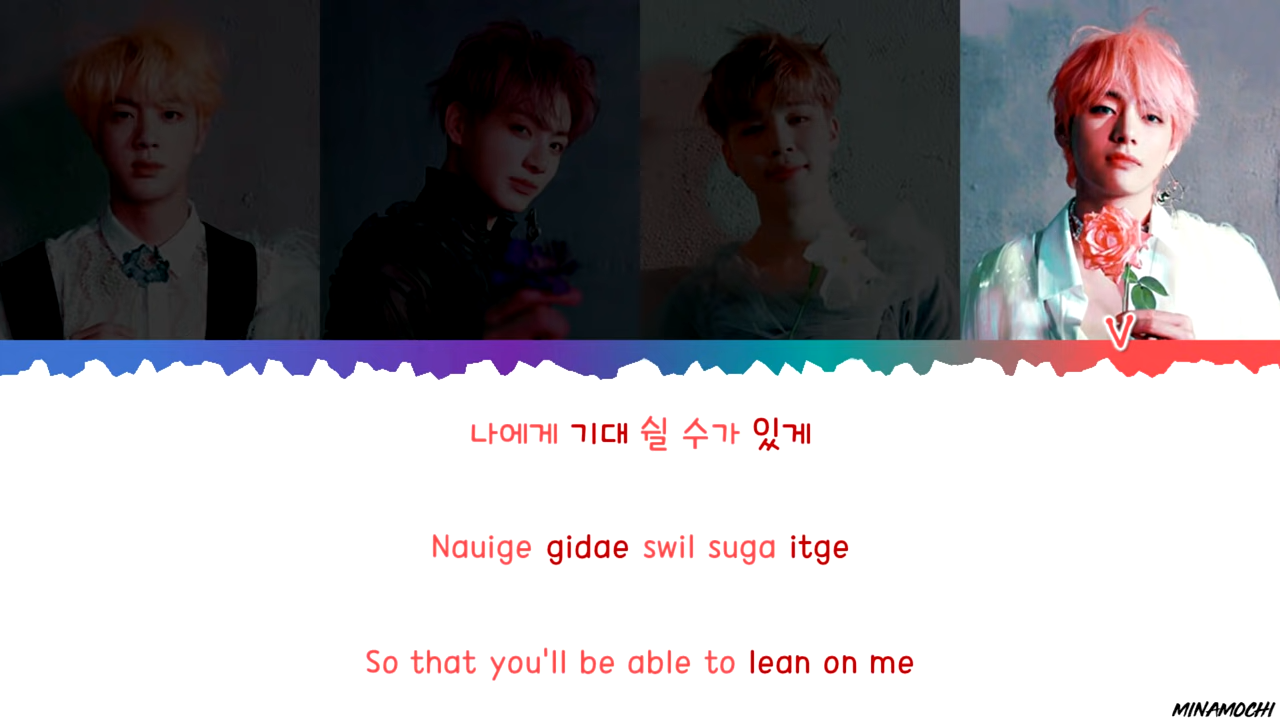 V
나에게 기대 쉴 수가 있게
Nauige gidae swil suga itge
So that you'll be able to lean on me
MINAMOCHI